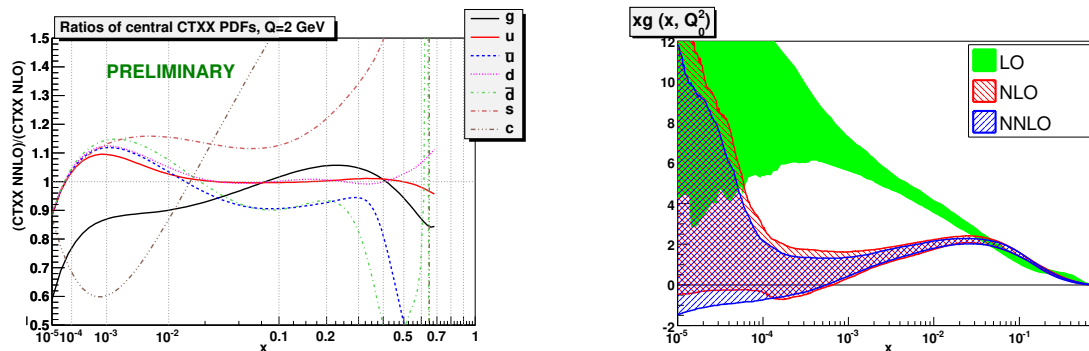 Ratios of central CTXX PDFs, Q=2 GeV
(CTXX NNLO)/(CTXX NLO)
1.5
1.4
1.3
1.2
1.1
1
0.9
0.8
0.7
0.6
0.5
PRELIMINARY
g
u
u̅
d
d̅
s
c
10⁻⁵ 10⁻⁴ 10⁻³ 10⁻² 0.1 0.2 0.5 0.7 1
x
xg (x, Q₀²)
12
10
8
6
4
2
0
-2
LO
NLO
NNLO
10⁻⁵ 10⁻⁴ 10⁻³ 10⁻² 10⁻¹
x